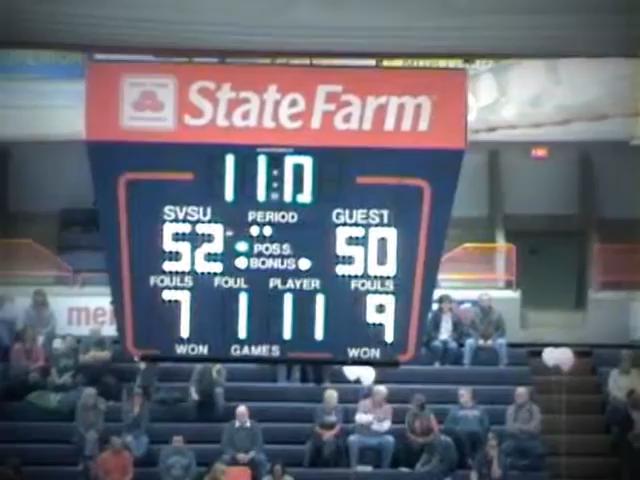 State Farm
11:0
SVSU PERIOD GUEST
52 POSS. 50
BONUS
FOULS FOUL PLAYER FOULS
7 1 11 9
WON GAMES WON
mei